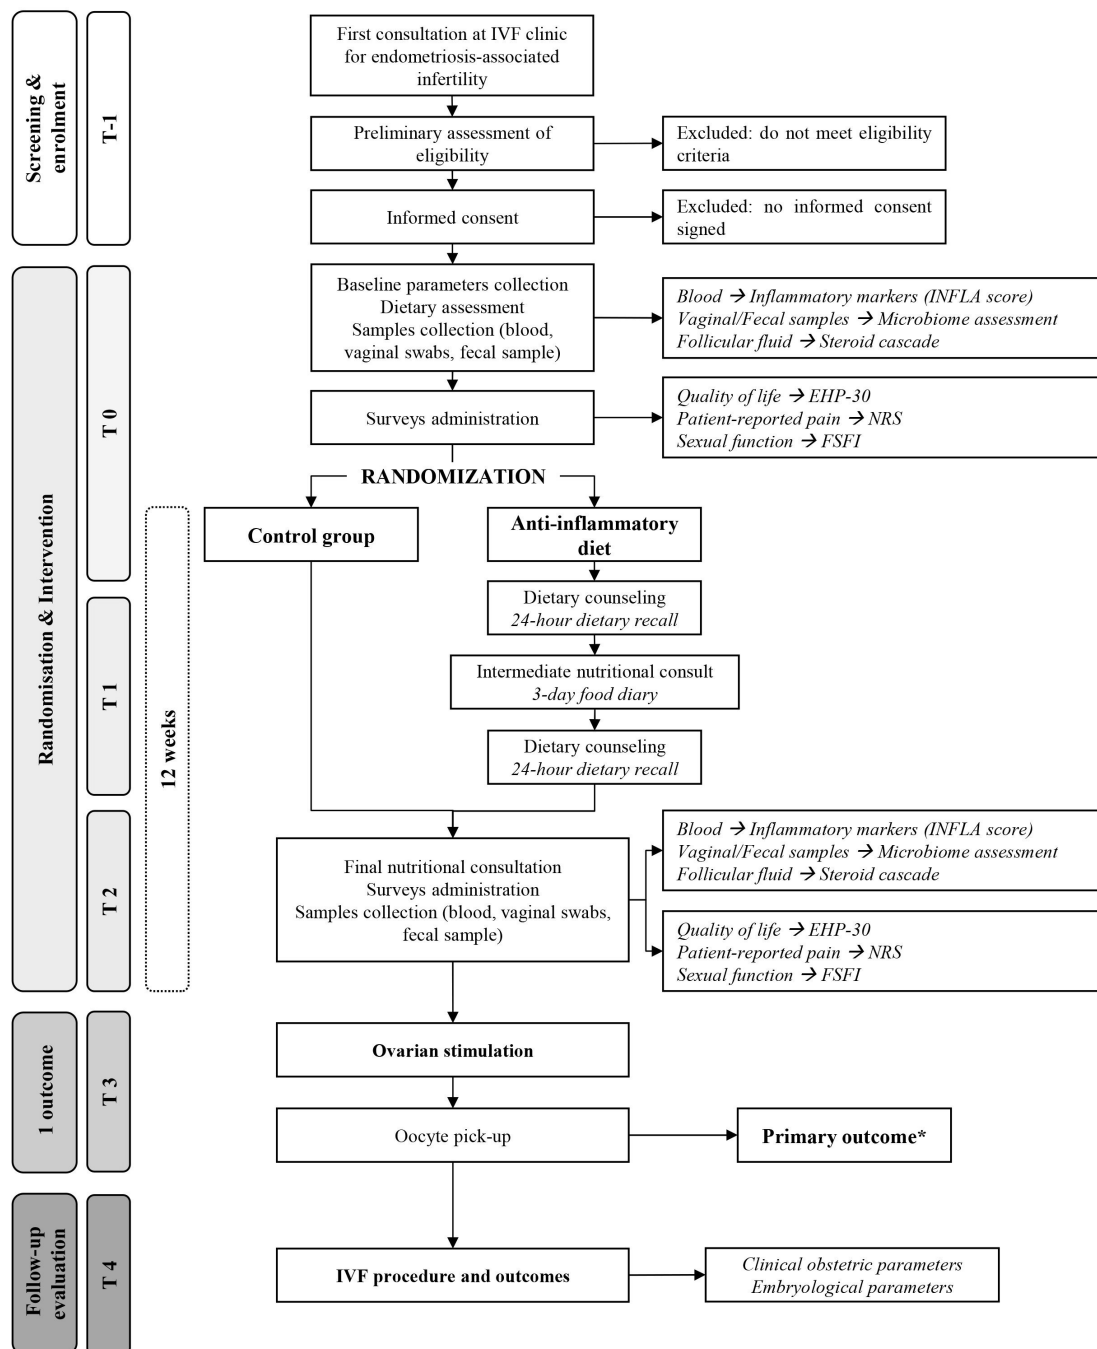 Screening &
enrolment
T-1
First consultation at IVF clinic
for endometriosis-associated
infertility
Preliminary assessment of
eligibility
Excluded: do not meet eligibility
criteria
Informed consent
Excluded: no informed consent
signed
Randomisation & Intervention
T 0
Baseline parameters collection
Dietary assessment
Samples collection (blood,
vaginal swabs, fecal sample)
Blood → Inflammatory markers (INFLA score)
Vaginal/Fecal samples → Microbiome assessment
Follicular fluid → Steroid cascade
Surveys administration
Quality of life → EHP-30
Patient-reported pain → NRS
Sexual function → FSFI
RANDOMIZATION
12 weeks
Control group
Anti-inflammatory
diet
Dietary counseling
24-hour dietary recall
T 1
Intermediate nutritional consult
3-day food diary
Dietary counseling
24-hour dietary recall
T 2
Final nutritional consultation
Surveys administration
Samples collection (blood, vaginal swabs,
fecal sample)
Blood → Inflammatory markers (INFLA score)
Vaginal/Fecal samples → Microbiome assessment
Follicular fluid → Steroid cascade
Quality of life → EHP-30
Patient-reported pain → NRS
Sexual function → FSFI
1 outcome
T 3
Ovarian stimulation
Oocyte pick-up
Primary outcome*
Follow-up
evaluation
T 4
IVF procedure and outcomes
Clinical obstetric parameters
Embryological parameters